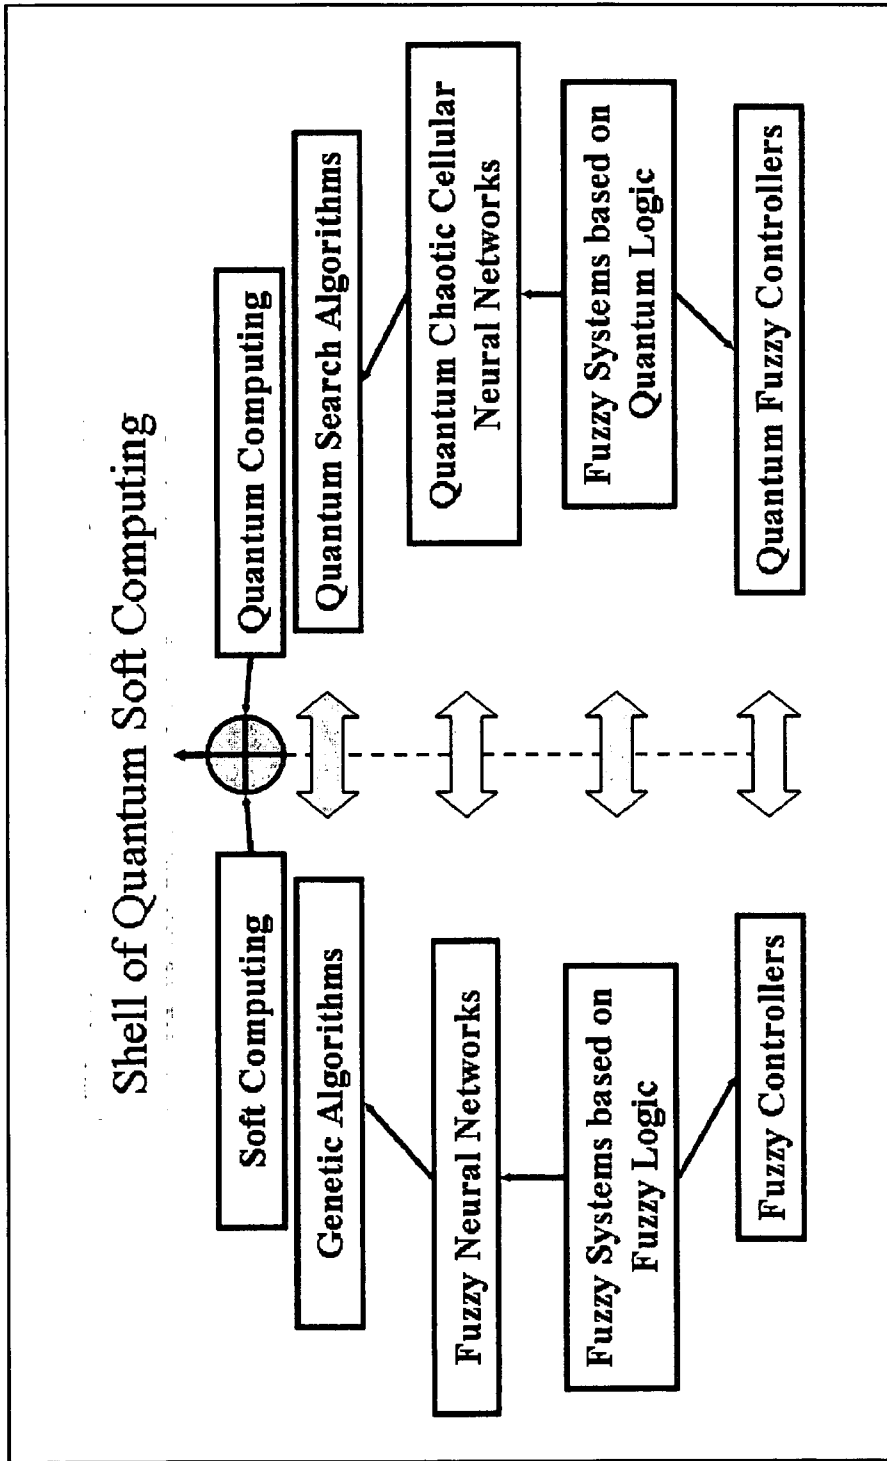 Shell of Quantum Soft Computing
Soft Computing
Genetic Algorithms
Fuzzy Neural Networks
Fuzzy Systems based on
Fuzzy Logic
Fuzzy Controllers
Quantum Computing
Quantum Search Algorithms
Quantum Chaotic Cellular
Neural Networks
Fuzzy Systems based on
Quantum Logic
Quantum Fuzzy Controllers